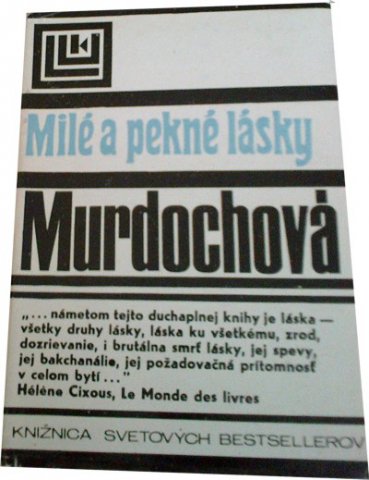 Milé a pekné lásky
Murdochová
„... námetom tejto duchaplnej knihy je láska —
všetky druhy lásky, láska ku všetkému, zrod,
dozrievanie, i brutálna smrť lásky, jej spevy,
jej bakchanálie, jej požadovačná prítomnosť
v celom bytí ..."
Hélène Cixous, Le Monde des livres
KNIŽNICA SVETOVÝCH BESTSELLEROV